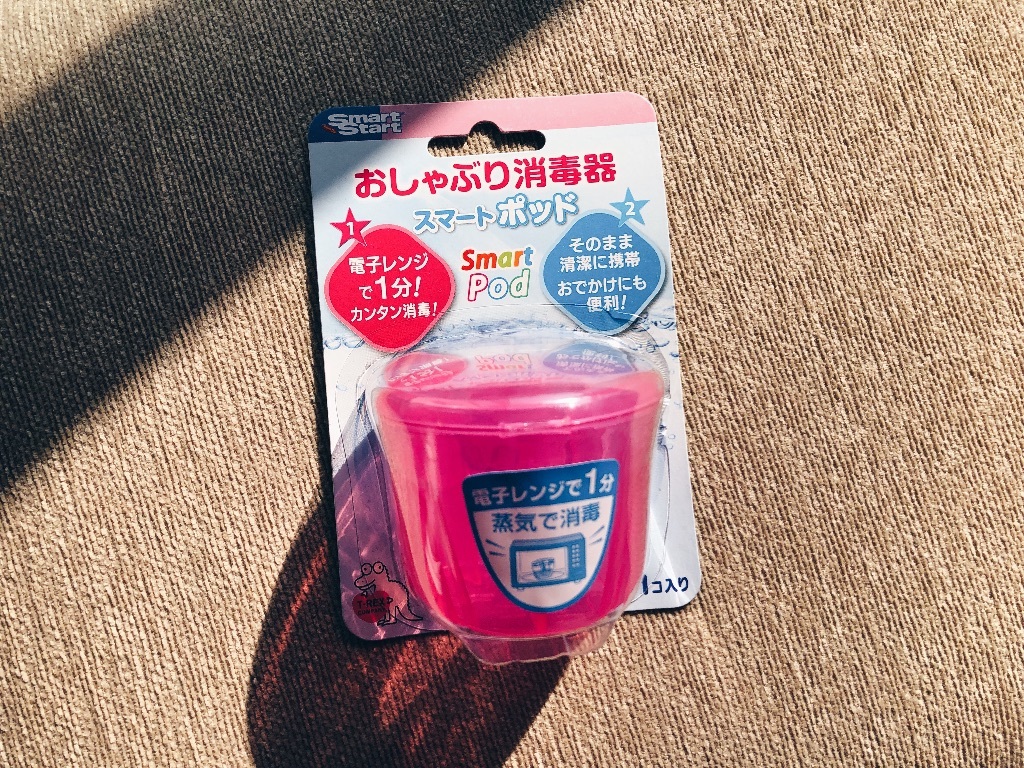 Smart
Start
おしゃぶり消毒器
スマートポッド
1
電子レンジ
で1分!
カンタン消毒!
Smart
Pod
2
そのまま
清潔に携帯
おでかけにも
便利!
電子レンジで1分
蒸気で消毒
T-REX
1コ入り